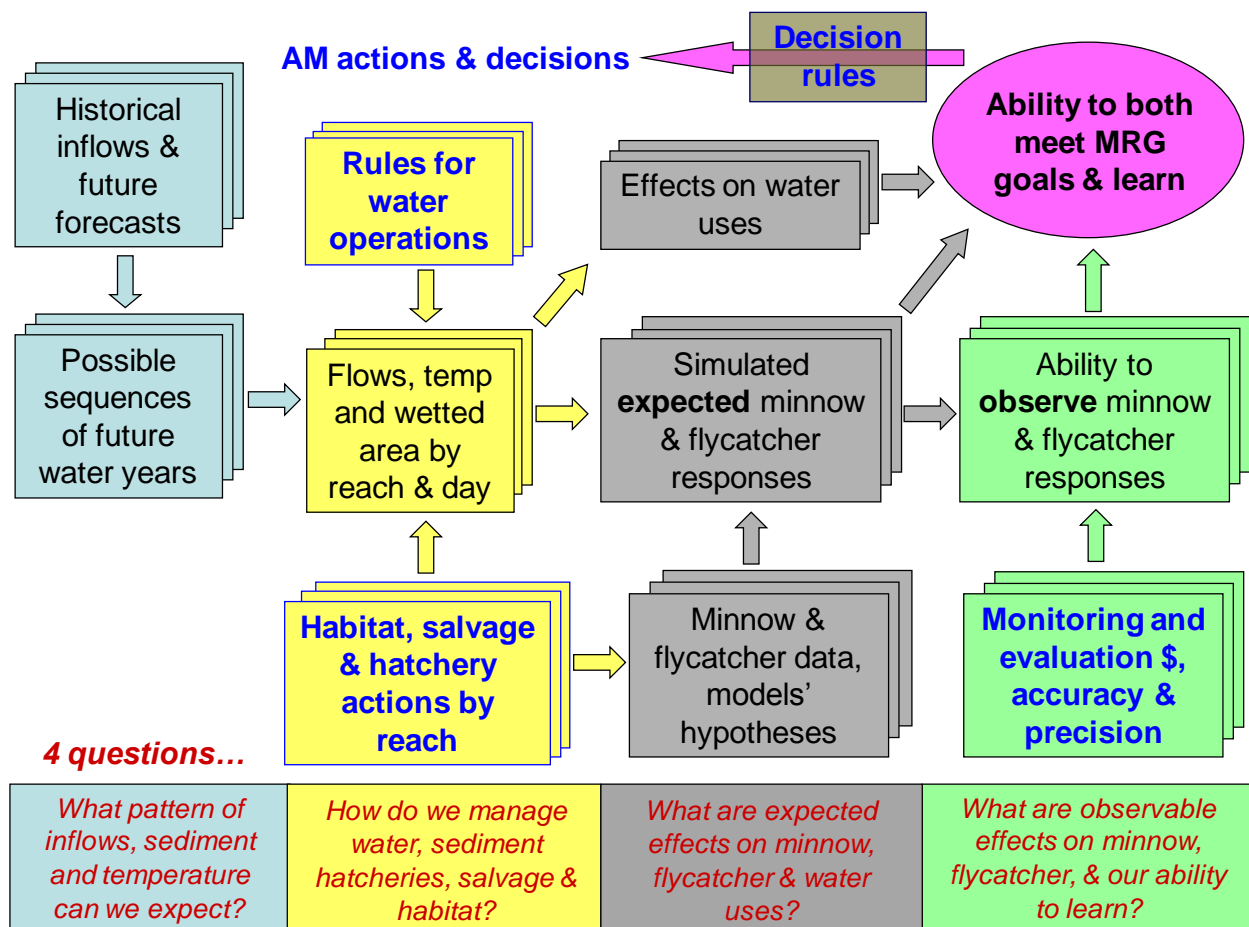 AM actions & decisions
Decision
rules
Ability to both
meet MRG
goals & learn
Historical
inflows &
future
forecasts
Rules for
water
operations
Effects on water
uses
Possible
sequences
of future
water years
Flows, temp
and wetted
area by
reach & day
Simulated
expected minnow
& flycatcher
responses
Ability to
observe minnow
& flycatcher
responses
Habitat, salvage
& hatchery
actions by
reach
Minnow &
flycatcher data,
models’
hypotheses
Monitoring and
evaluation $,
accuracy &
precision
4 questions…
What pattern of
inflows, sediment
and temperature
can we expect?
How do we manage
water, sediment
hatcheries, salvage &
habitat?
What are expected
effects on minnow,
flycatcher & water
uses?
What are observable
effects on minnow,
flycatcher, & our ability
to learn?